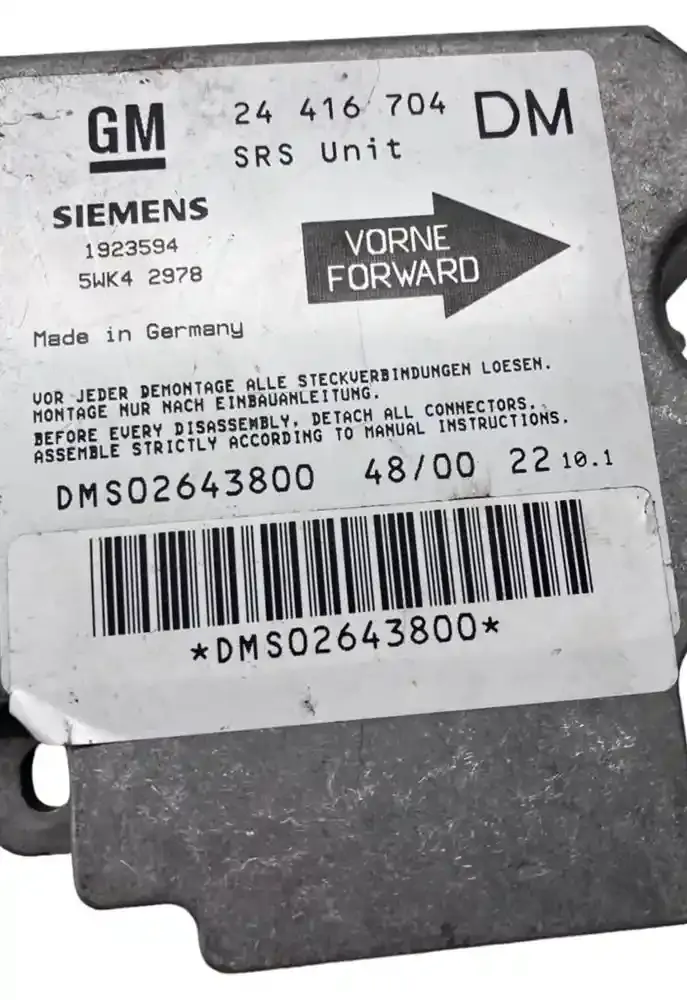 GM
24 416 704 DM
SRS Unit
SIEMENS
1923594
5WK4 2978
VORNE
FORWARD
Made in Germany
VOR JEDER DEMONTAGE ALLE STECKVERBINDUNGEN LOESEN.
MONTAGE NUR NACH EINBAUANLEITUNG.
BEFORE EVERY DISASSEMBLY, DETACH ALL CONNECTORS.
ASSEMBLE STRICTLY ACCORDING TO MANUAL INSTRUCTIONS.
DMS02643800 48/00 22 10.1
*DMS02643800*